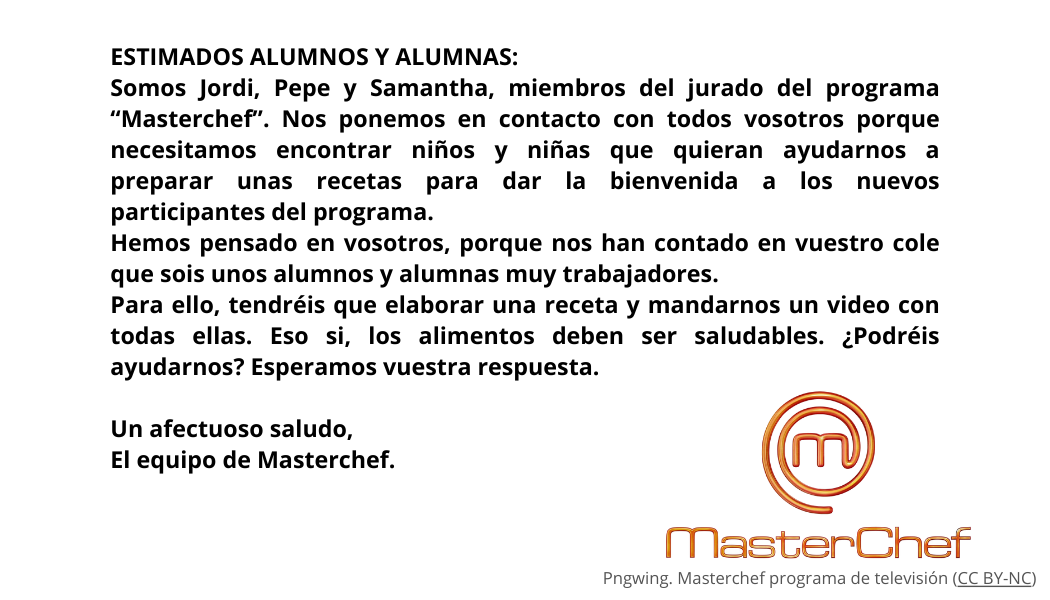 ESTIMADOS ALUMNOS Y ALUMNAS:
Somos Jordi, Pepe y Samantha, miembros del jurado del programa
“Masterchef”. Nos ponemos en contacto con todos vosotros porque
necesitamos encontrar niños y niñas que quieran ayudarnos a
preparar unas recetas para dar la bienvenida a los nuevos
participantes del programa.
Hemos pensado en vosotros, porque nos han contado en vuestro cole
que sois unos alumnos y alumnas muy trabajadores.
Para ello, tendréis que elaborar una receta y mandarnos un video con
todas ellas. Eso si, los alimentos deben ser saludables. ¿Podréis
ayudarnos? Esperamos vuestra respuesta.
Un afectuoso saludo,
El equipo de Masterchef.
m
masterChef
Pngwing. Masterchef programa de televisión (CC BY-NC)